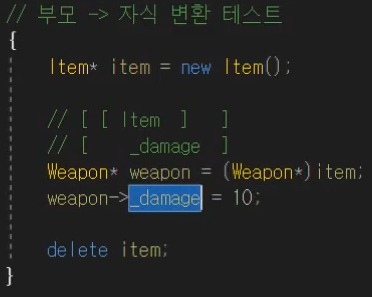 // 부모 -> 자식 변환 테스트
{
Item* item = new Item();
// [ [ Item ] ]
// [ _damage ]
Weapon* weapon = (Weapon*)item;
weapon->_damage = 10;
delete item;
}